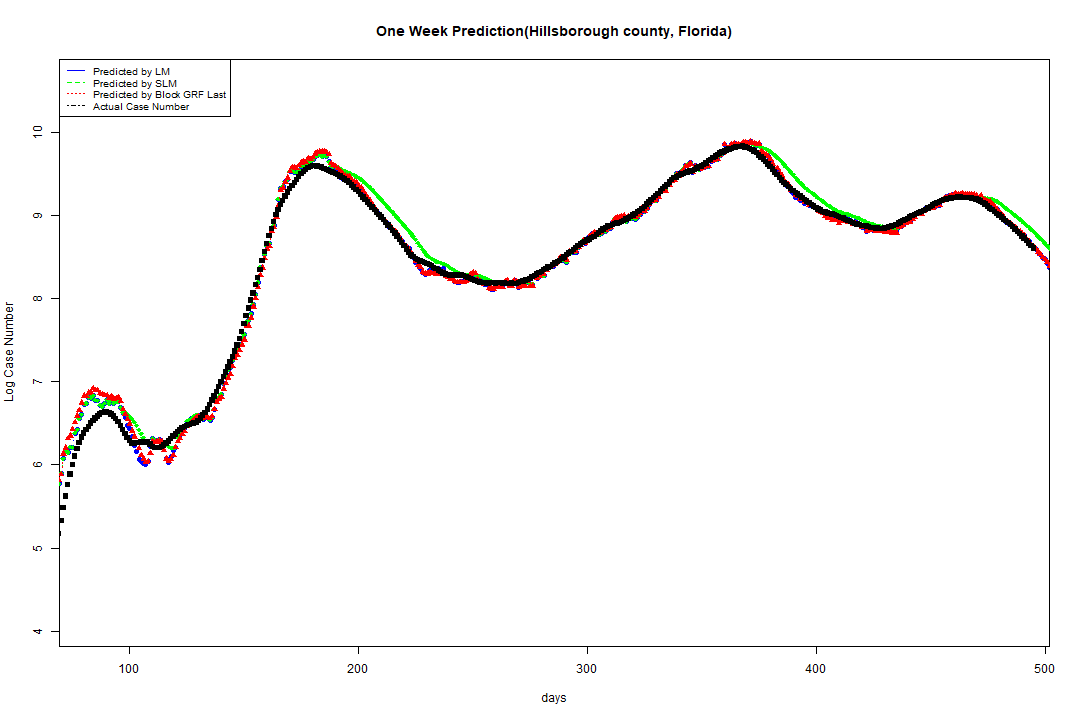 One Week Prediction(Hillsborough county, Florida)
Predicted by LM
Predicted by SLM
Predicted by Block GRF Last
Actual Case Number
10
9
8
7
6
5
4
Log Case Number
100 200 300 400 500
days